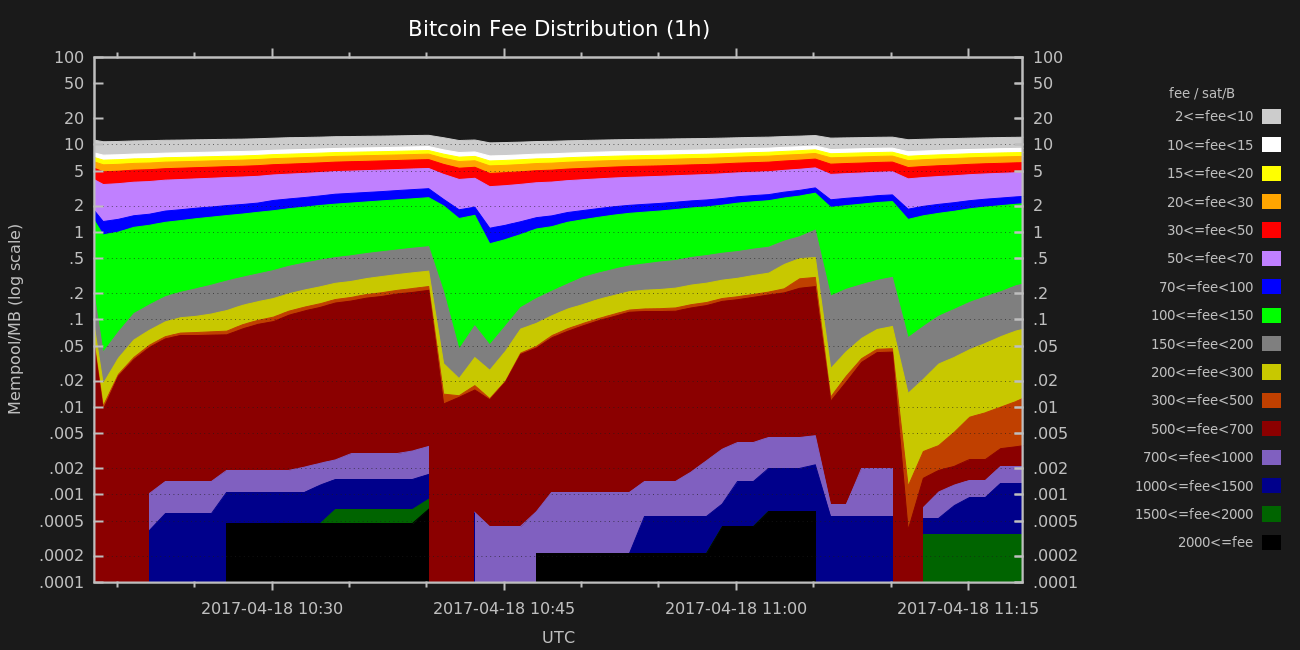 Bitcoin Fee Distribution (1h)
100 100
50 50
20 20
10 10
5 5
2 2
1 1
.5 .5
.2 .2
.1 .1
.05 .05
.02 .02
.01 .01
.005 .005
.002 .002
.001 .001
.0005 .0005
.0002 .0002
.0001 .0001
Mempool/MB (log scale)
2017-04-18 10:30 2017-04-18 10:45 2017-04-18 11:00 2017-04-18 11:15
UTC
fee / sat/B
2<=fee<10
10<=fee<15
15<=fee<20
20<=fee<30
30<=fee<50
50<=fee<70
70<=fee<100
100<=fee<150
150<=fee<200
200<=fee<300
300<=fee<500
500<=fee<700
700<=fee<1000
1000<=fee<1500
1500<=fee<2000
2000<=fee